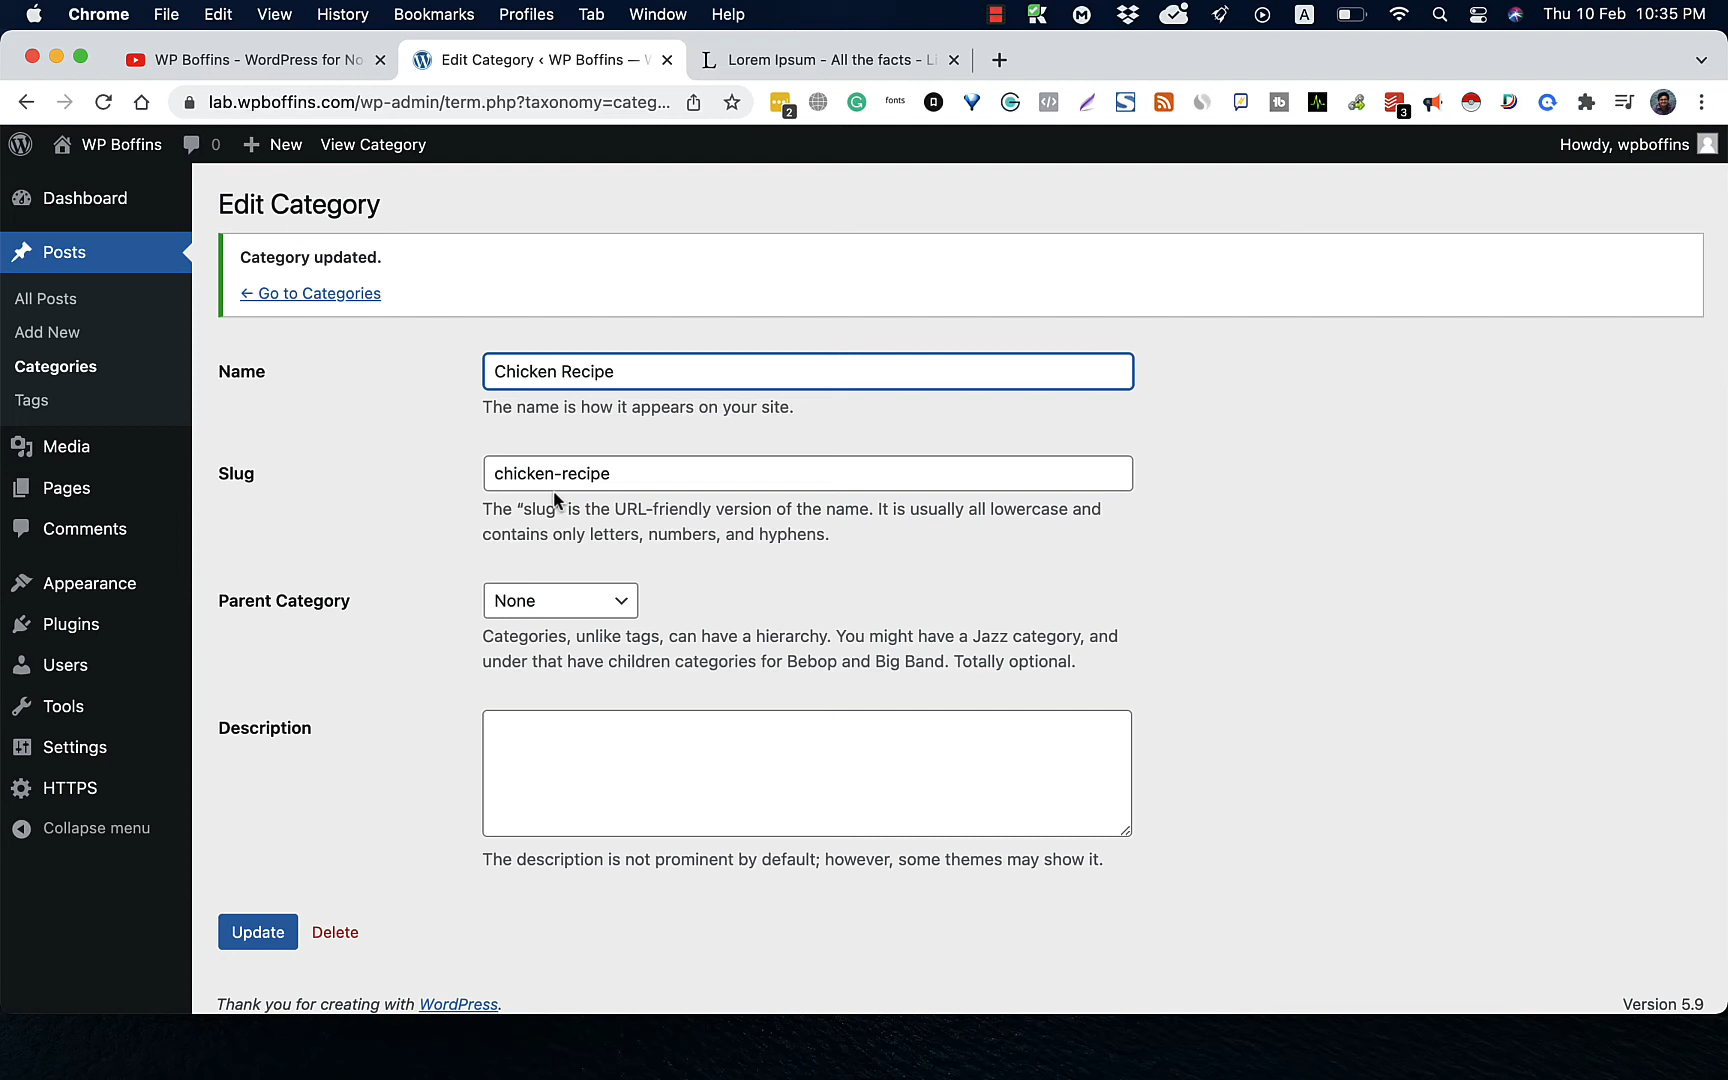 Chrome File Edit View History Bookmarks Profiles Tab Window Help A Thu 10 Feb 10:35 PM
WP Boffins - WordPress for No Edit Category ‹ WP Boffins — Lorem Ipsum - All the facts - Li
lab.wpboffins.com/wp-admin/term.php?taxonomy=categ... 2 fonts tb 3
WP Boffins 0 New View Category Howdy, wpboffins
Dashboard
Posts
All Posts
Add New
Categories
Tags
Media
Pages
Comments
Appearance
Plugins
Users
Tools
Settings
HTTPS
Collapse menu
Edit Category
Category updated.
← Go to Categories
Name
Chicken Recipe
The name is how it appears on your site.
Slug
chicken-recipe
The “slug” is the URL-friendly version of the name. It is usually all lowercase and
contains only letters, numbers, and hyphens.
Parent Category
None
Categories, unlike tags, can have a hierarchy. You might have a Jazz category, and
under that have children categories for Bebop and Big Band. Totally optional.
Description
The description is not prominent by default; however, some themes may show it.
Update Delete
Thank you for creating with WordPress.
Version 5.9